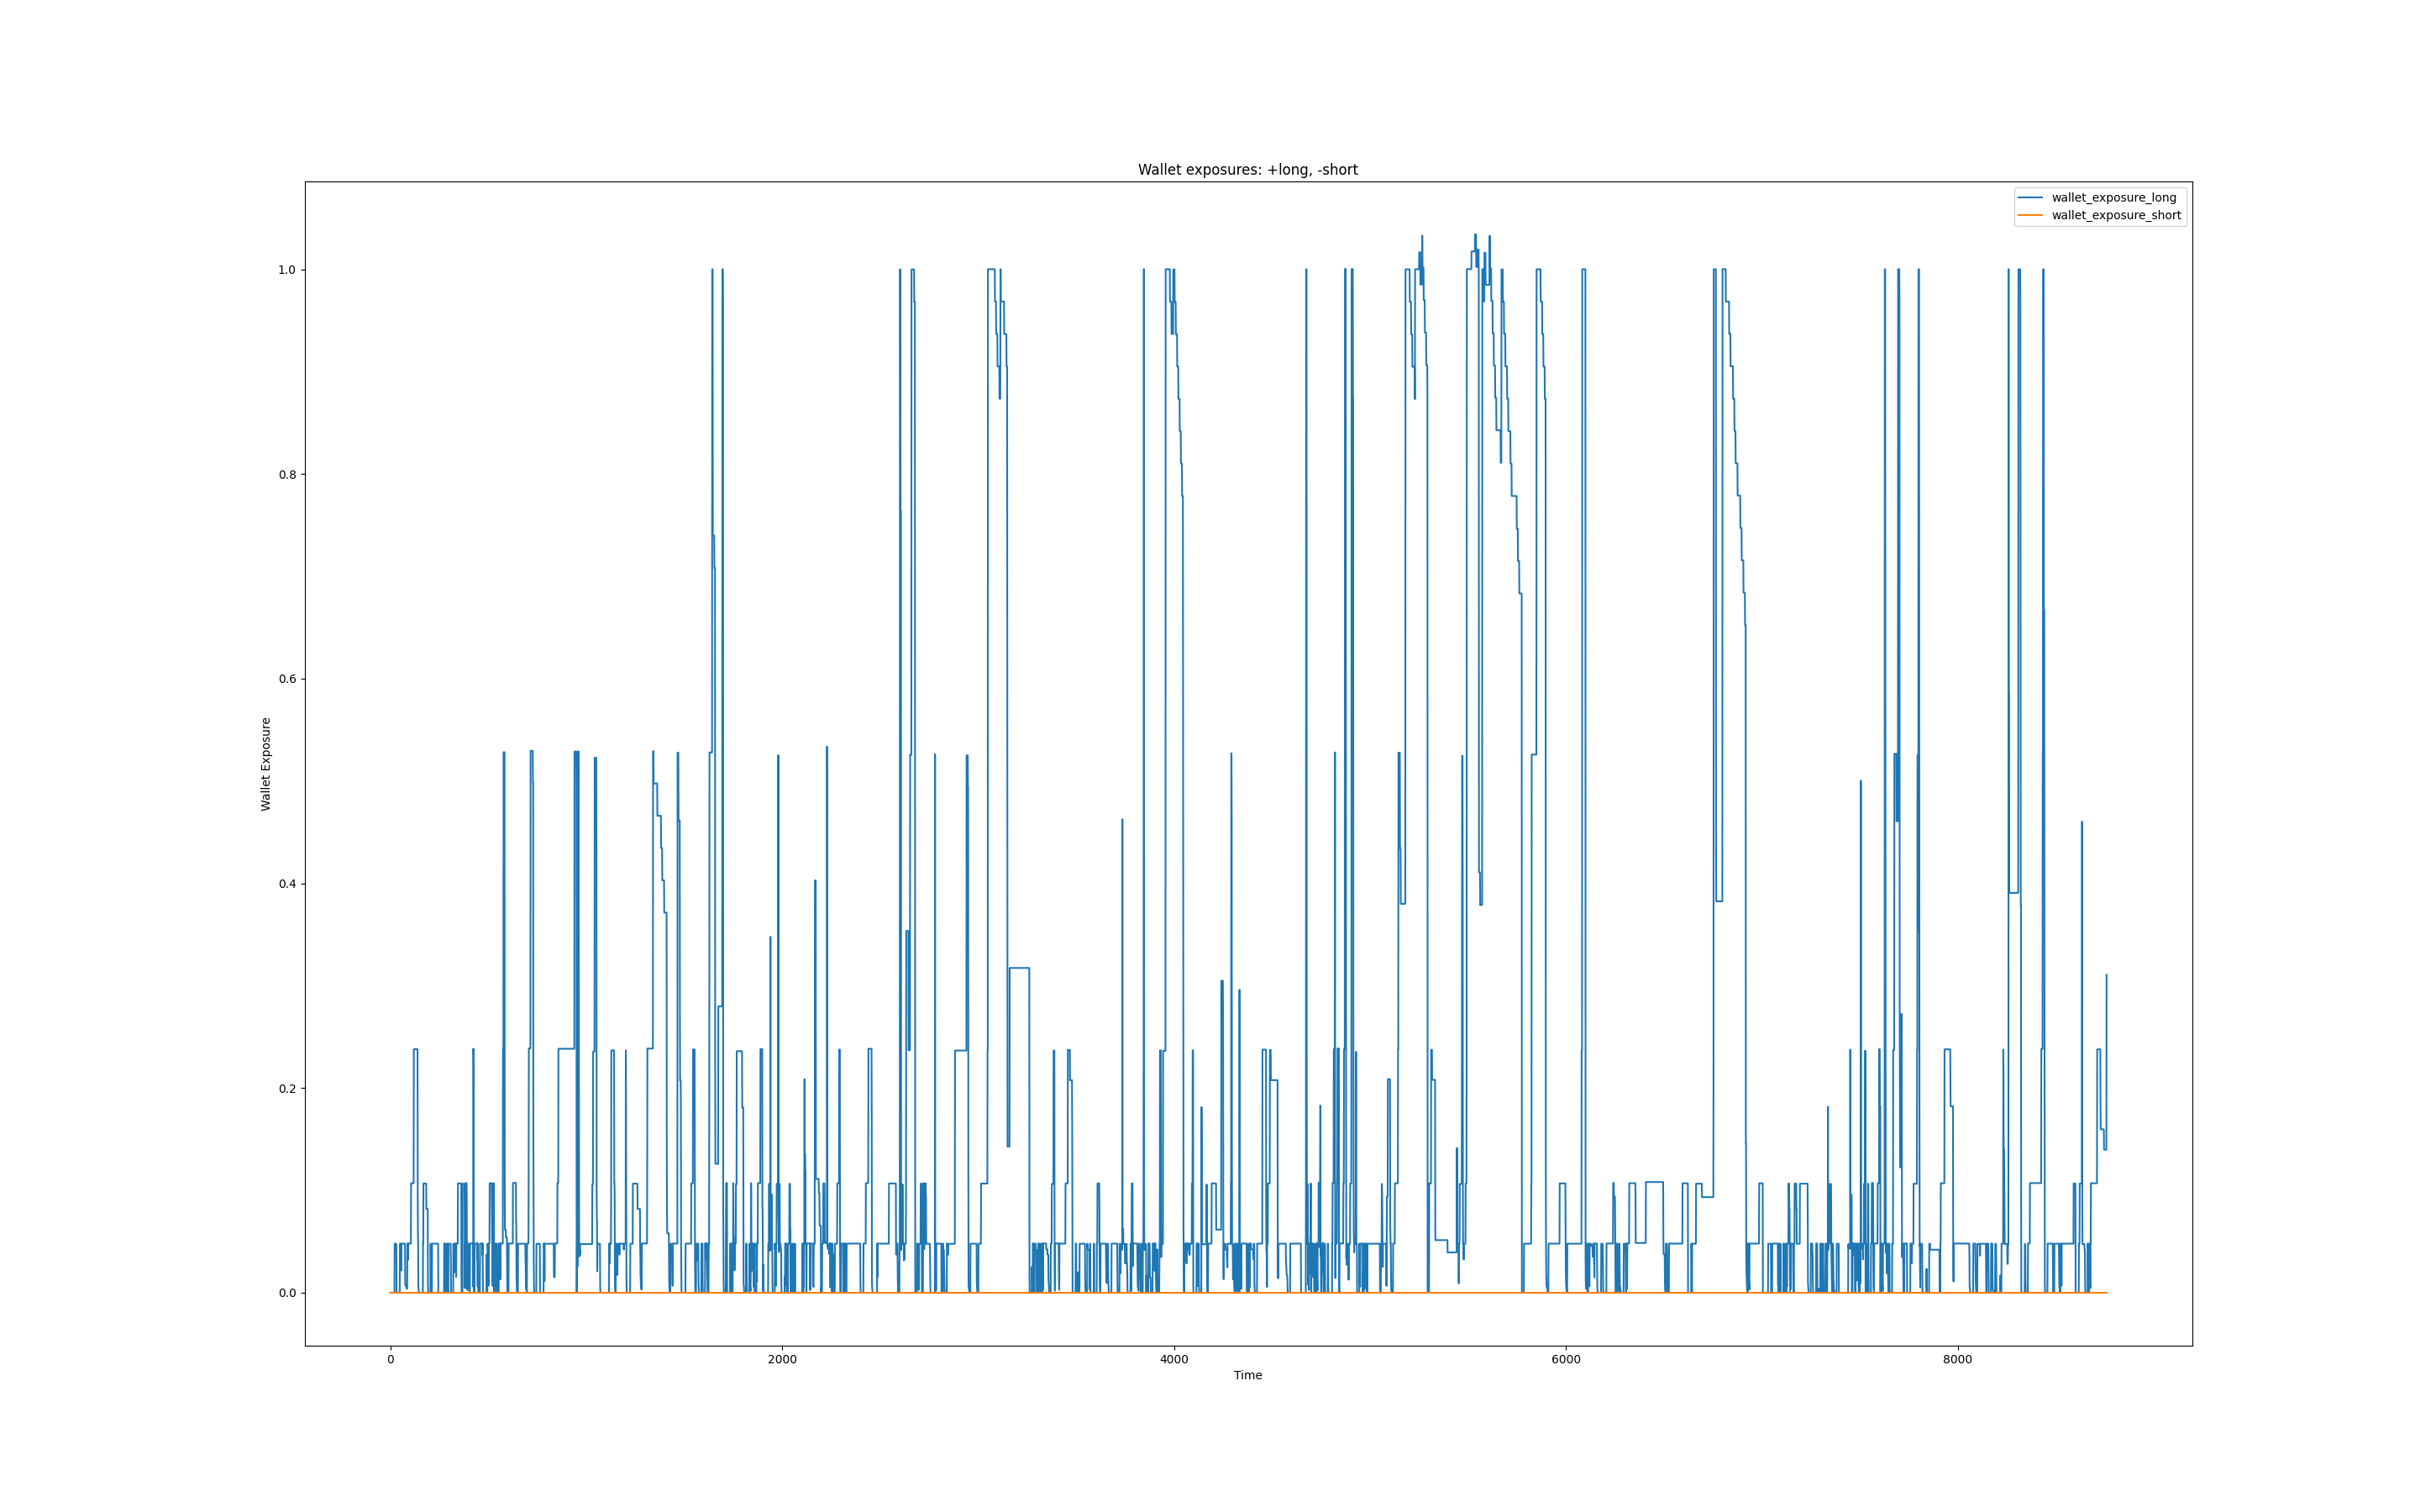 Wallet exposures: +long, -short
wallet_exposure_long
wallet_exposure_short
1.0
0.8
0.6
0.4
0.2
0.0
Wallet Exposure
0 2000 4000 6000 8000
Time